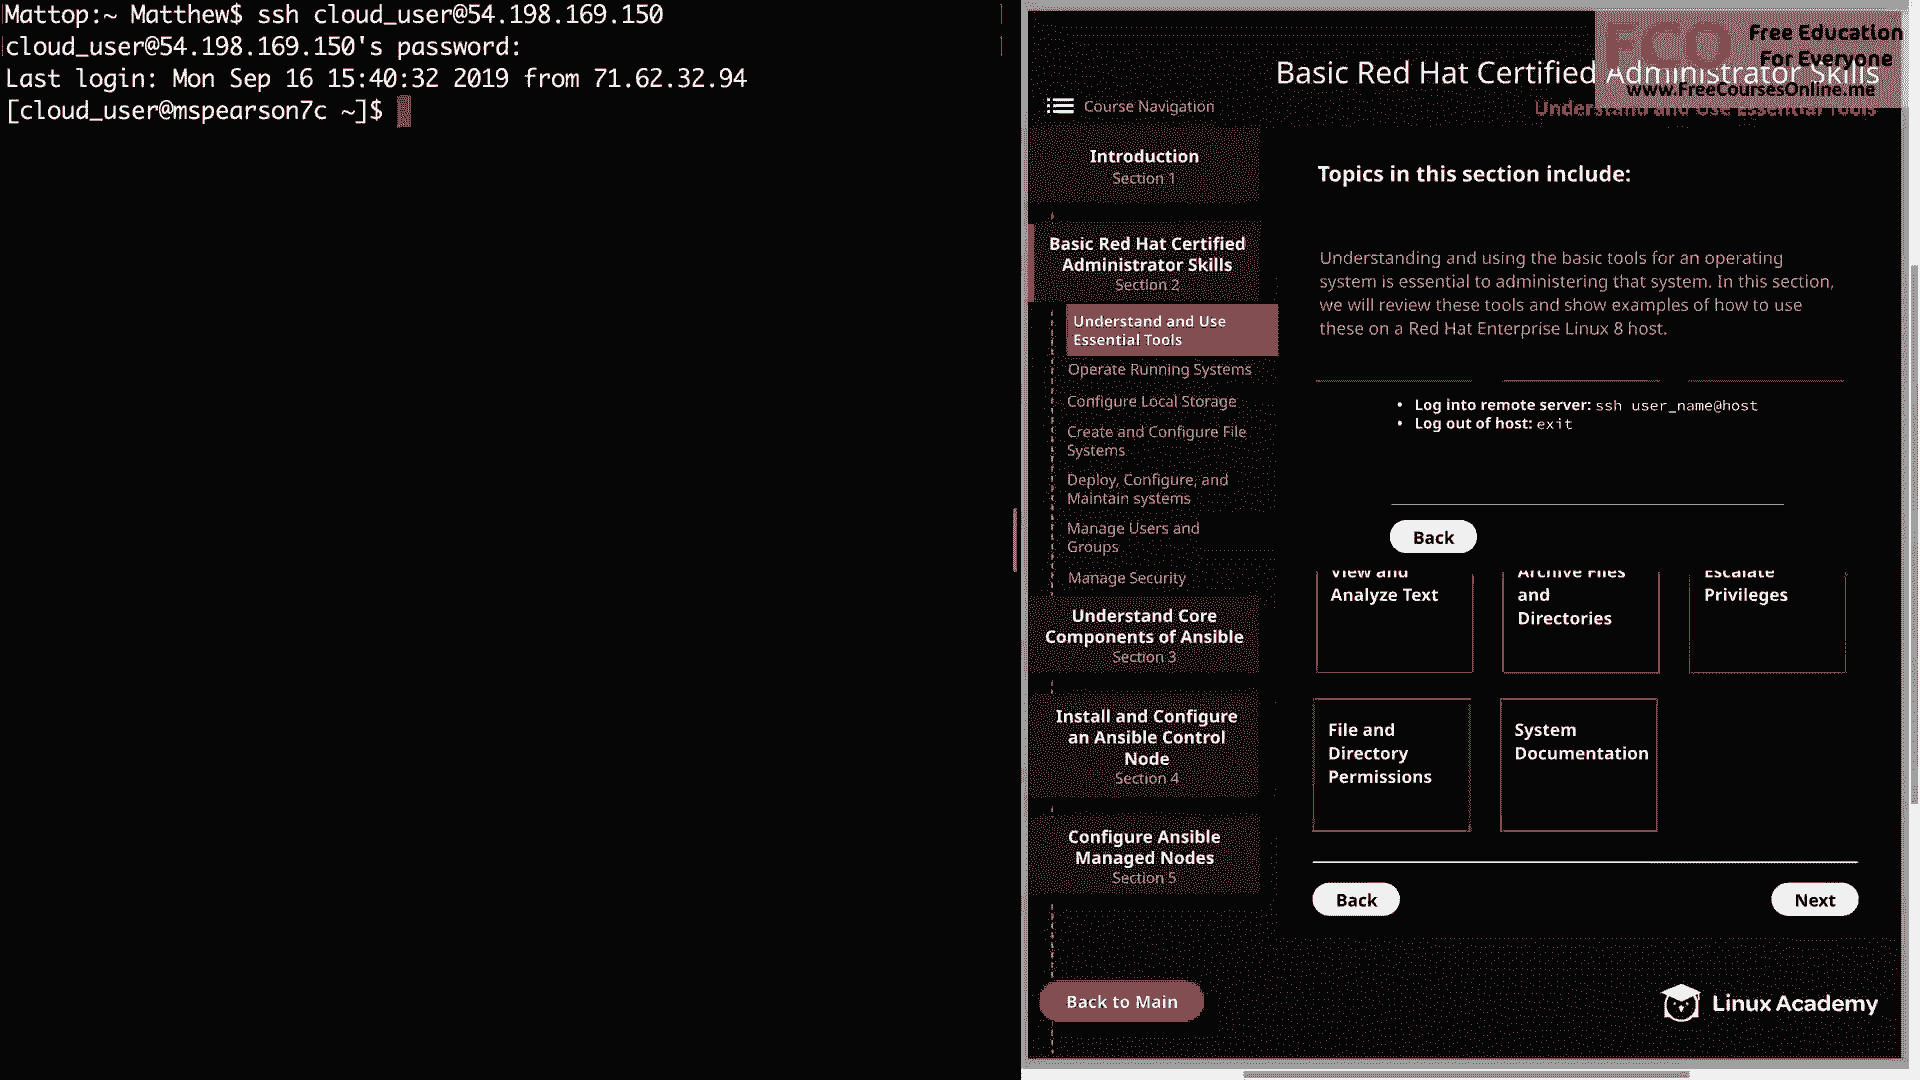 Mattop:~ Matthew$ ssh cloud_user@54.198.169.150
cloud_user@54.198.169.150's password:
Last login: Mon Sep 16 15:40:32 2019 from 71.62.32.94
[cloud_user@mspearson7c ~]$
FCO
Free Education
For Everyone
www.FreeCoursesOnline.me
Basic Red Hat Certified Administrator Skills
Understand and Use Essential Tools
Course Navigation
Introduction
Section 1
Basic Red Hat Certified
Administrator Skills
Section 2
Understand and Use
Essential Tools
Operate Running Systems
Configure Local Storage
Create and Configure File
Systems
Deploy, Configure, and
Maintain systems
Manage Users and
Groups
Manage Security
Understand Core
Components of Ansible
Section 3
Install and Configure
an Ansible Control
Node
Section 4
Configure Ansible
Managed Nodes
Section 5
Back to Main
Topics in this section include:
Understanding and using the basic tools for an operating
system is essential to administering that system. In this section,
we will review these tools and show examples of how to use
these on a Red Hat Enterprise Linux 8 host.
• Log into remote server: ssh user_name@host
• Log out of host: exit
Back
View and
Analyze Text
Archive Files
and
Directories
Escalate
Privileges
File and
Directory
Permissions
System
Documentation
Back
Next
Linux Academy